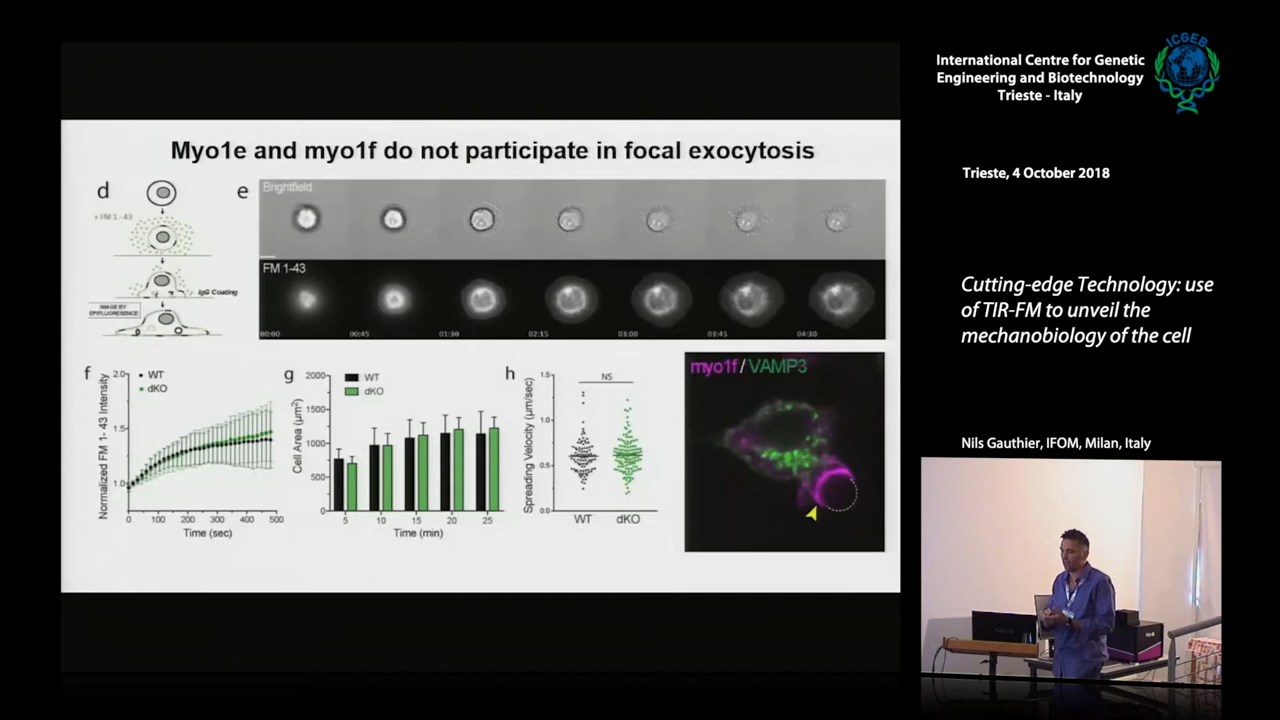 Myo1e and myo1f do not participate in focal exocytosis
d
+ FM 1-43
IgG Coating
IMAGE BY
EPIFLUORESENCE
e
Brightfield
FM 1-43
00:00
00:45
01:30
02:15
03:00
03:45
04:30
f
WT
dKO
Normalized FM 1- 43 Intensity
2.0
1.5
1.0
0
100
200
300
400
500
Time (sec)
g
WT
dKO
Cell Area (µm²)
2000
1500
1000
500
0
5
10
15
20
25
Time (min)
h
NS
Spreading Velocity (µm/sec)
1.5
1.0
0.5
0.0
WT
dKO
myo1f/VAMP3
International Centre for Genetic
Engineering and Biotechnology
Trieste - Italy
ICGEB
Trieste, 4 October 2018
Cutting-edge Technology: use
of TIR-FM to unveil the
mechanobiology of the cell
Nils Gauthier, IFOM, Milan, Italy